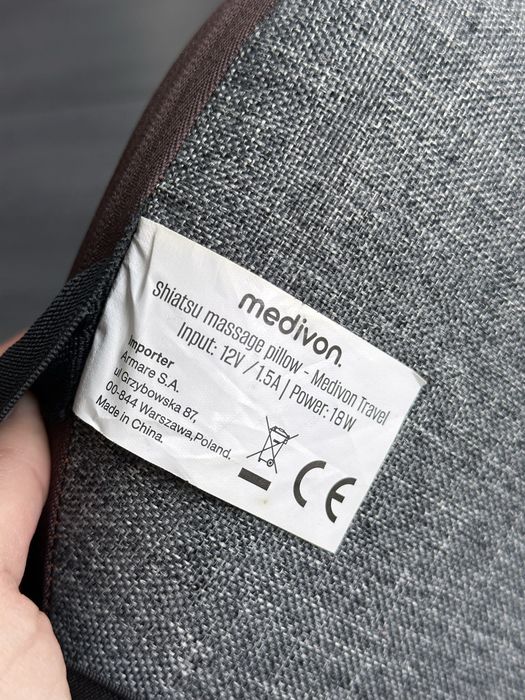 medivon.
Shiatsu massage pillow - Medivon Travel
Input: 12V / 1.5A | Power: 18W
Importer
Armare S.A.
ul Grzybowska 87,
00-844 Warszawa,Poland.
Made in China.
CE